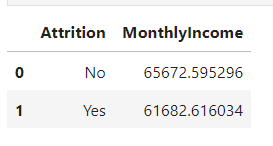 Attrition MonthlyIncome
0 No 65672.595296
1 Yes 61682.616034